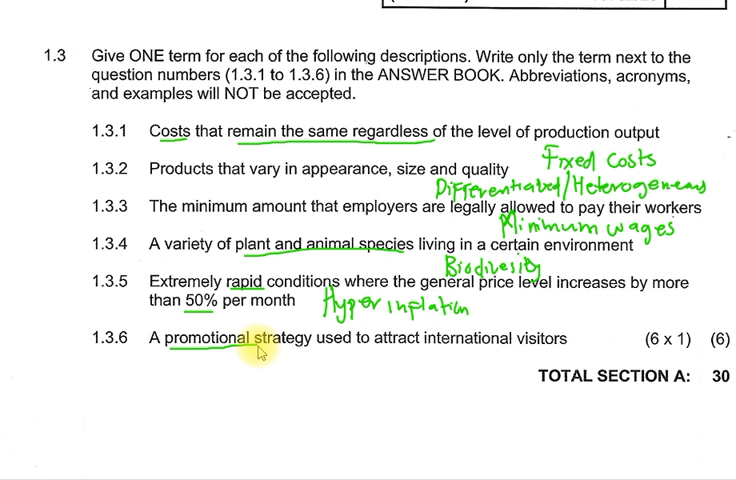 1.3 Give ONE term for each of the following descriptions. Write only the term next to the
question numbers (1.3.1 to 1.3.6) in the ANSWER BOOK. Abbreviations, acronyms,
and examples will NOT be accepted.
1.3.1 Costs that remain the same regardless of the level of production output
Fixed costs
1.3.2 Products that vary in appearance, size and quality
Differentiated/Heterogeneous
1.3.3 The minimum amount that employers are legally allowed to pay their workers
Minimum wages
1.3.4 A variety of plant and animal species living in a certain environment
Biodiversity
1.3.5 Extremely rapid conditions where the general price level increases by more
than 50% per month
Hyperinflation
1.3.6 A promotional strategy used to attract international visitors (6 x 1) (6)
TOTAL SECTION A: 30